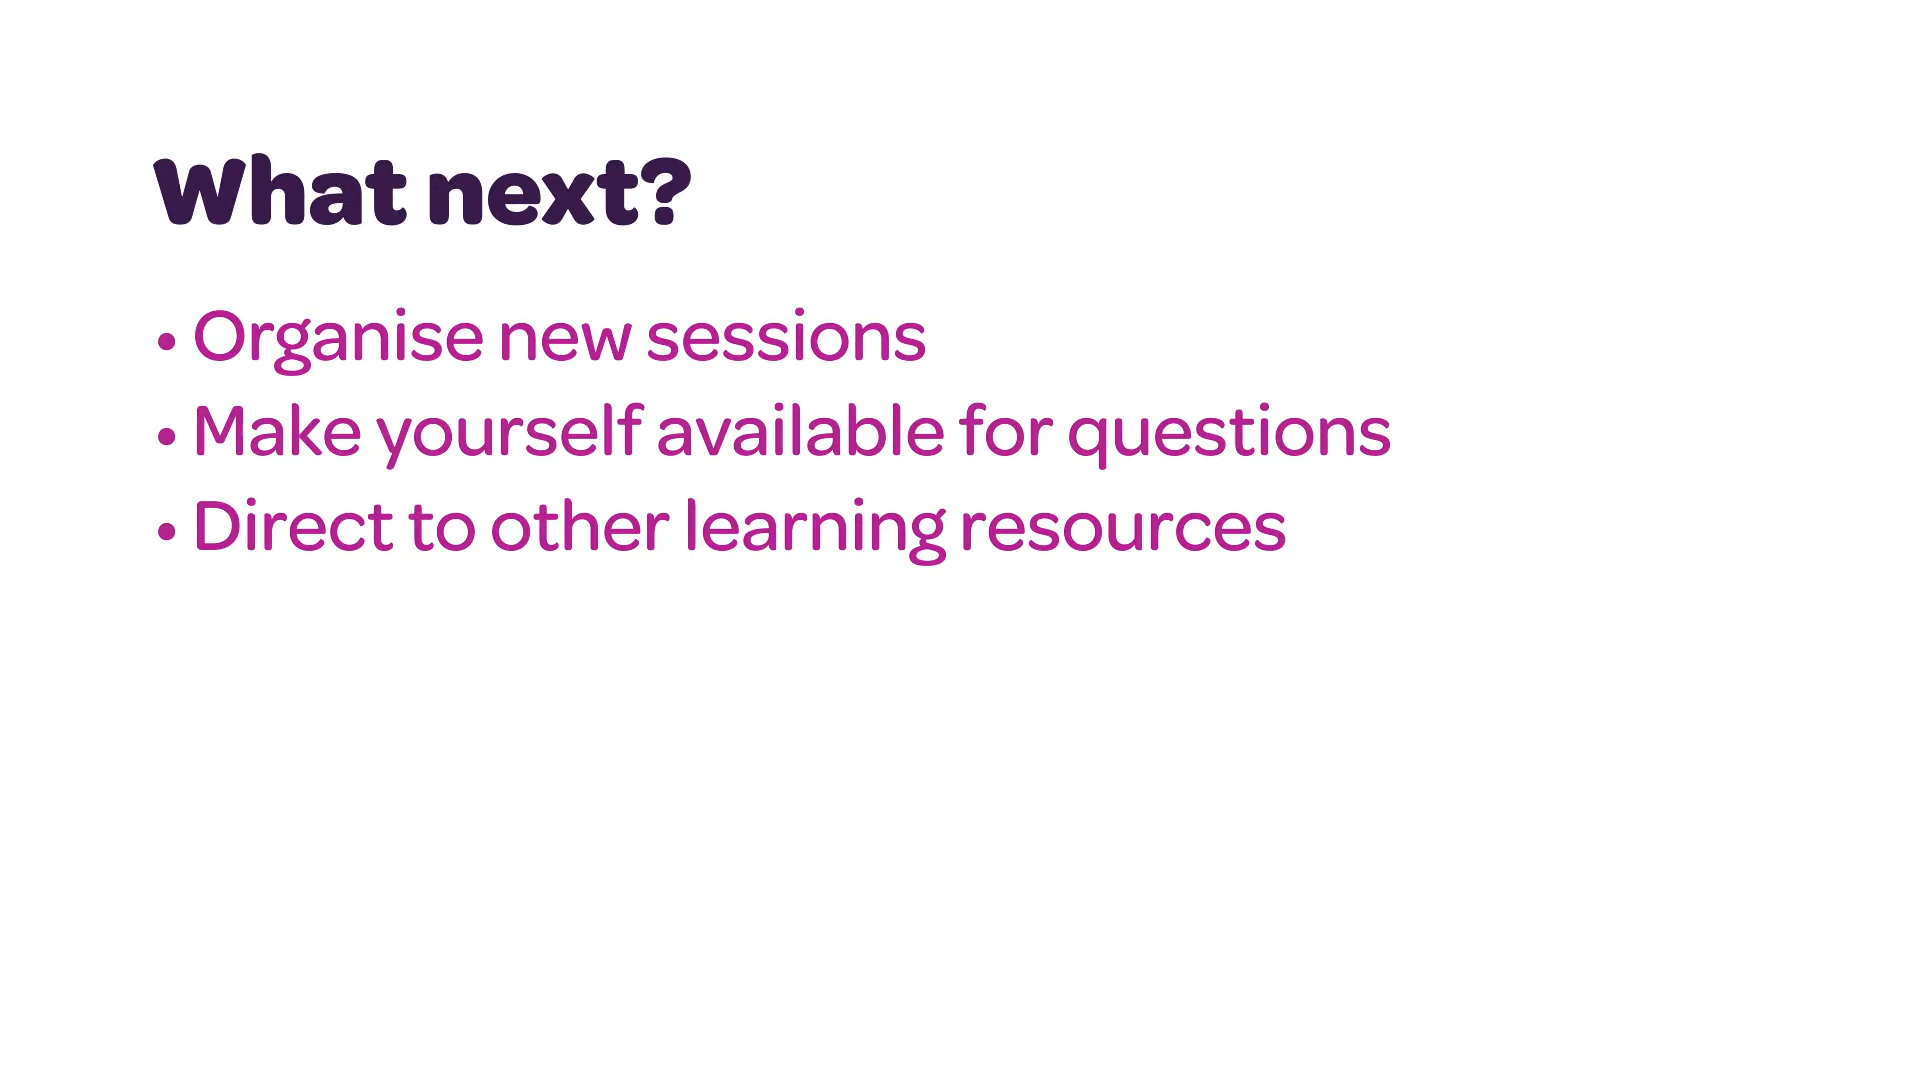 What next?
• Organise new sessions
• Make yourself available for questions
• Direct to other learning resources